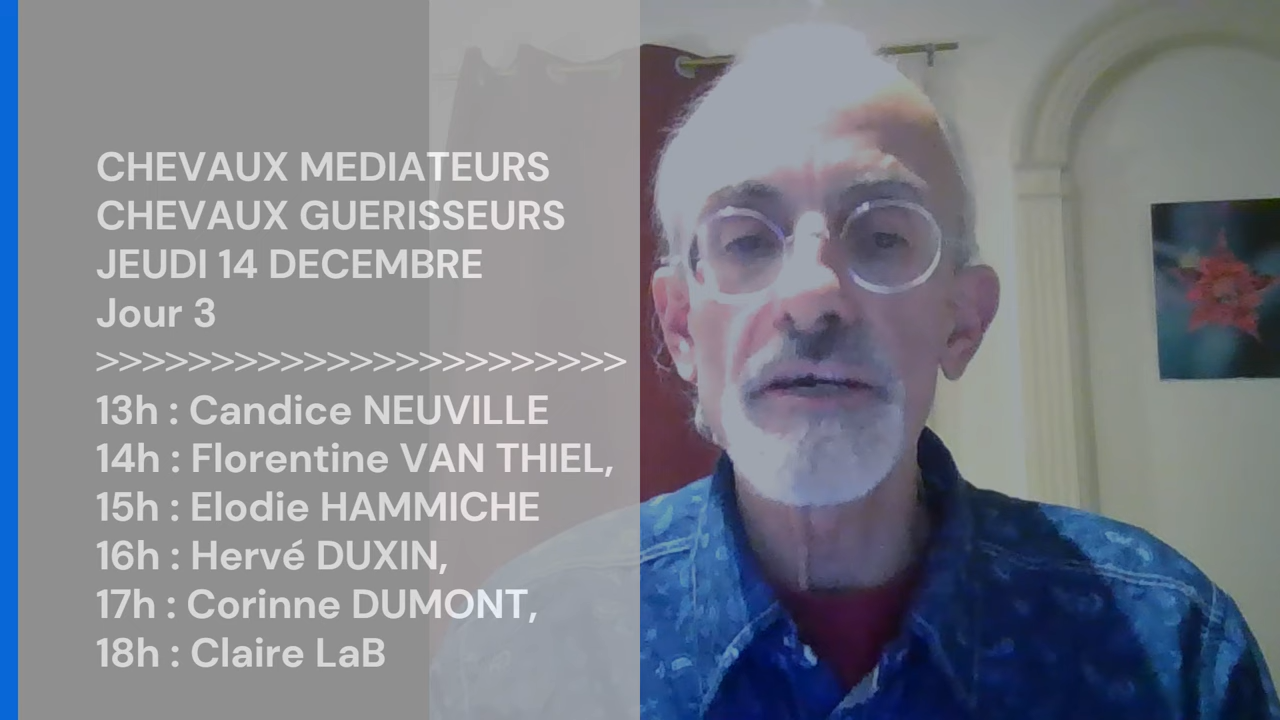 CHEVAUX MEDIATEURS
CHEVAUX GUERISSEURS
JEUDI 14 DECEMBRE
Jour 3
>>>>>>>>>>>>>>>>>>>>>>>
13h : Candice NEUVILLE
14h : Florentine VAN THIEL,
15h : Elodie HAMMICHE
16h : Hervé DUXIN,
17h : Corinne DUMONT,
18h : Claire LaB